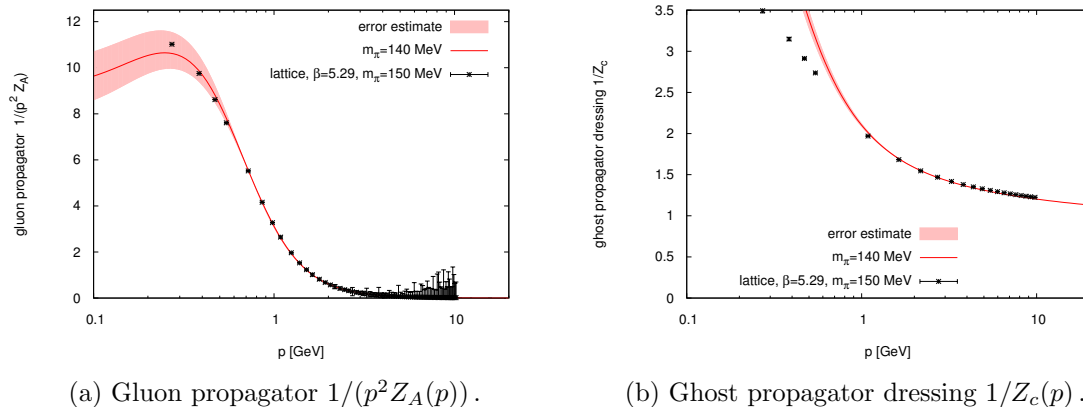 gluon propagator 1/(p² Z_A)
12
10
8
6
4
2
0
0.1
1
10
p [GeV]
error estimate
m_π=140 MeV
lattice, β=5.29, m_π=150 MeV
(a) Gluon propagator 1/(p²Z_A(p)) .
ghost propagator dressing 1/Z_c
3.5
3
2.5
2
1.5
1
0.5
0
0.1
1
10
p [GeV]
error estimate
m_π=140 MeV
lattice, β=5.29, m_π=150 MeV
(b) Ghost propagator dressing 1/Z_c(p) .